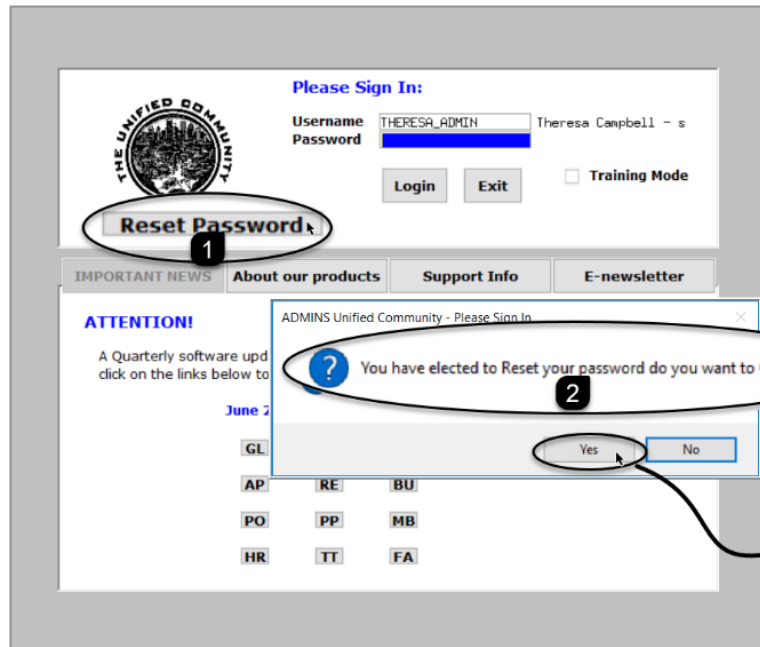 THE UNIFIED COMMUNITY
Please Sign In:
Username THERESA_ADMIN Theresa Campbell - s
Password
Login Exit Training Mode
Reset Password
1
IMPORTANT NEWS About our products Support Info E-newsletter
ATTENTION!
A Quarterly software upd
click on the links below to
June 2
ADMINS Unified Community - Please Sign In
You have elected to Reset your password do you want to
2
Yes No
GL
AP RE BU
PO PP MB
HR TT FA